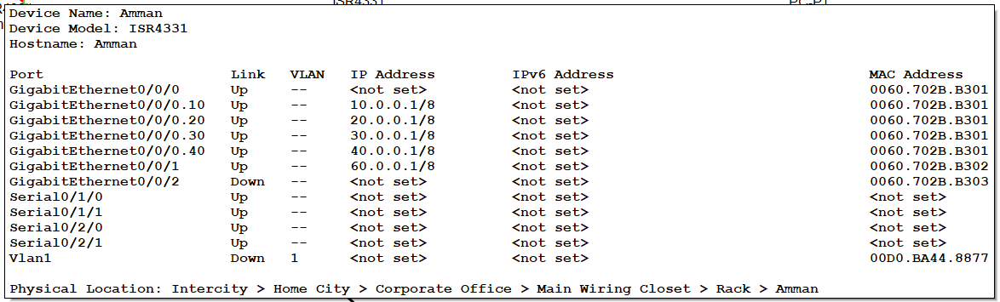 ISR4331
PC-PT
Device Name: Amman
Device Model: ISR4331
Hostname: Amman
Port Link VLAN IP Address IPv6 Address MAC Address
GigabitEthernet0/0/0 Up -- <not set> <not set> 0060.702B.B301
GigabitEthernet0/0/0.10 Up -- 10.0.0.1/8 <not set> 0060.702B.B301
GigabitEthernet0/0/0.20 Up -- 20.0.0.1/8 <not set> 0060.702B.B301
GigabitEthernet0/0/0.30 Up -- 30.0.0.1/8 <not set> 0060.702B.B301
GigabitEthernet0/0/0.40 Up -- 40.0.0.1/8 <not set> 0060.702B.B301
GigabitEthernet0/0/1 Up -- 60.0.0.1/8 <not set> 0060.702B.B302
GigabitEthernet0/0/2 Down -- <not set> <not set> 0060.702B.B303
Serial0/1/0 Up -- <not set> <not set> <not set>
Serial0/1/1 Up -- <not set> <not set> <not set>
Serial0/2/0 Up -- <not set> <not set> <not set>
Serial0/2/1 Up -- <not set> <not set> <not set>
Vlan1 Down 1 <not set> <not set> 00D0.BA44.8877
Physical Location: Intercity > Home City > Corporate Office > Main Wiring Closet > Rack > Amman